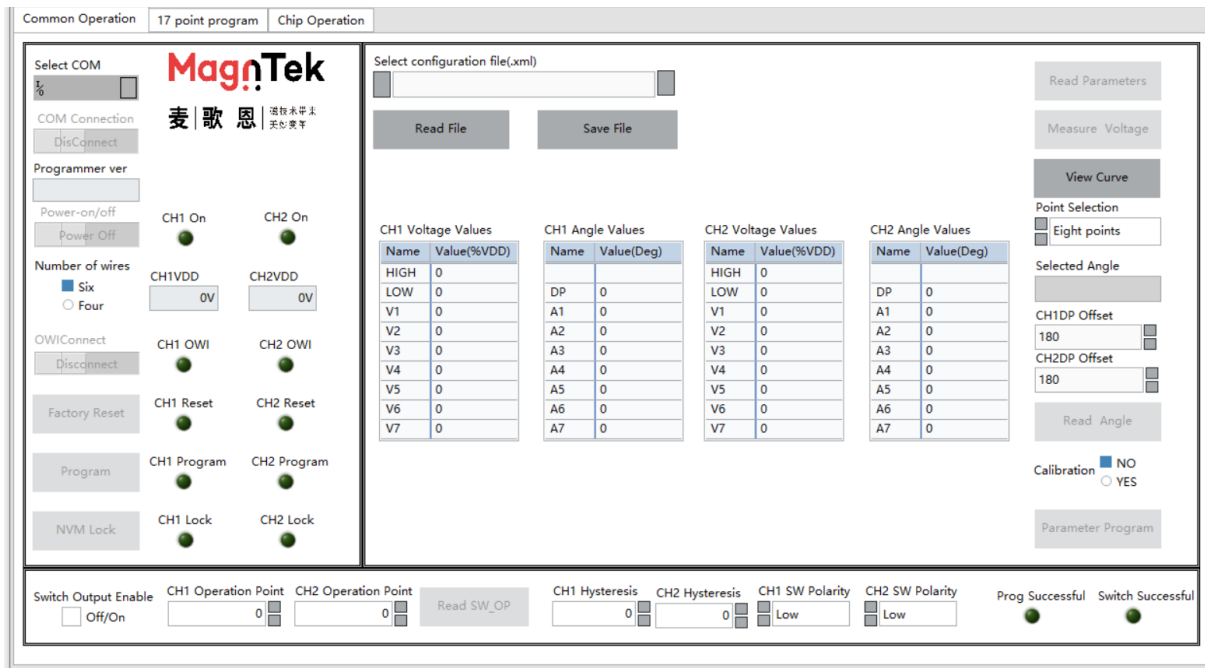 Common Operation
17 point program
Chip Operation
Select COM
MagnTek
麦歌恩
磁技术带来
美妙变革
I/O
COM Connection
DisConnect
Programmer ver
Power-on/off
Power Off
CH1 On
CH2 On
Number of wires
Six
Four
CH1VDD
CH2VDD
0V
0V
OWIConnect
Disconnect
CH1 OWI
CH2 OWI
Factory Reset
CH1 Reset
CH2 Reset
Program
CH1 Program
CH2 Program
NVM Lock
CH1 Lock
CH2 Lock
Select configuration file(.xml)
Read File
Save File
CH1 Voltage Values
Name Value(%VDD)
HIGH 0
LOW 0
V1 0
V2 0
V3 0
V4 0
V5 0
V6 0
V7 0
CH1 Angle Values
Name Value(Deg)
DP 0
A1 0
A2 0
A3 0
A4 0
A5 0
A6 0
A7 0
CH2 Voltage Values
Name Value(%VDD)
HIGH 0
LOW 0
V1 0
V2 0
V3 0
V4 0
V5 0
V6 0
V7 0
CH2 Angle Values
Name Value(Deg)
DP 0
A1 0
A2 0
A3 0
A4 0
A5 0
A6 0
A7 0
Read Parameters
Measure Voltage
View Curve
Point Selection
Eight points
Selected Angle
CH1DP Offset
180
CH2DP Offset
180
Read Angle
Calibration
NO
YES
Parameter Program
Switch Output Enable
Off/On
CH1 Operation Point
0
CH2 Operation Point
0
Read SW_OP
CH1 Hysteresis
0
CH2 Hysteresis
0
CH1 SW Polarity
Low
CH2 SW Polarity
Low
Prog Successful
Switch Successful